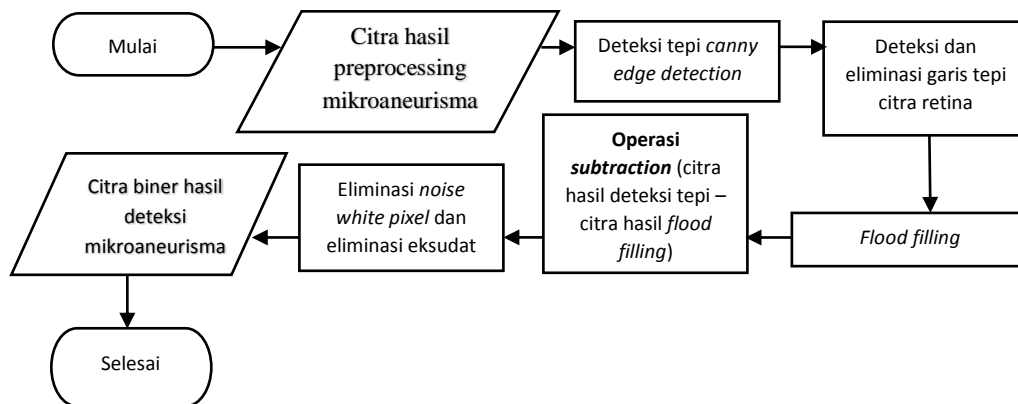 Mulai
Citra hasil
preprocessing
mikroaneurisma
Deteksi tepi canny
edge detection
Deteksi dan
eliminasi garis tepi
citra retina
Flood filling
Operasi
subtraction (citra
hasil deteksi tepi –
citra hasil flood
filling)
Eliminasi noise
white pixel dan
eliminasi eksudat
Citra biner hasil
deteksi
mikroaneurisma
Selesai